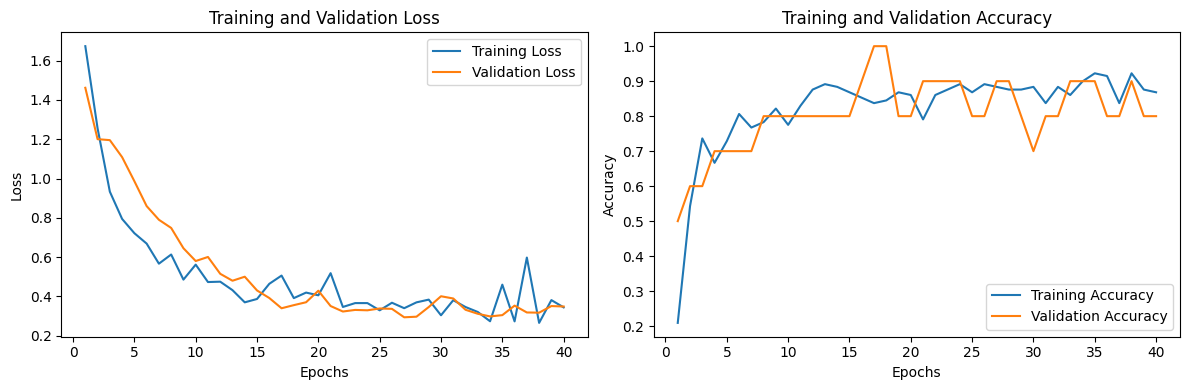 Training and Validation Loss
1.6
1.4
1.2
1.0
0.8
0.6
0.4
0.2
Loss
Training Loss
Validation Loss
0 5 10 15 20 25 30 35 40
Epochs
Training and Validation Accuracy
1.0
0.9
0.8
0.7
0.6
0.5
0.4
0.3
0.2
Accuracy
Training Accuracy
Validation Accuracy
0 5 10 15 20 25 30 35 40
Epochs